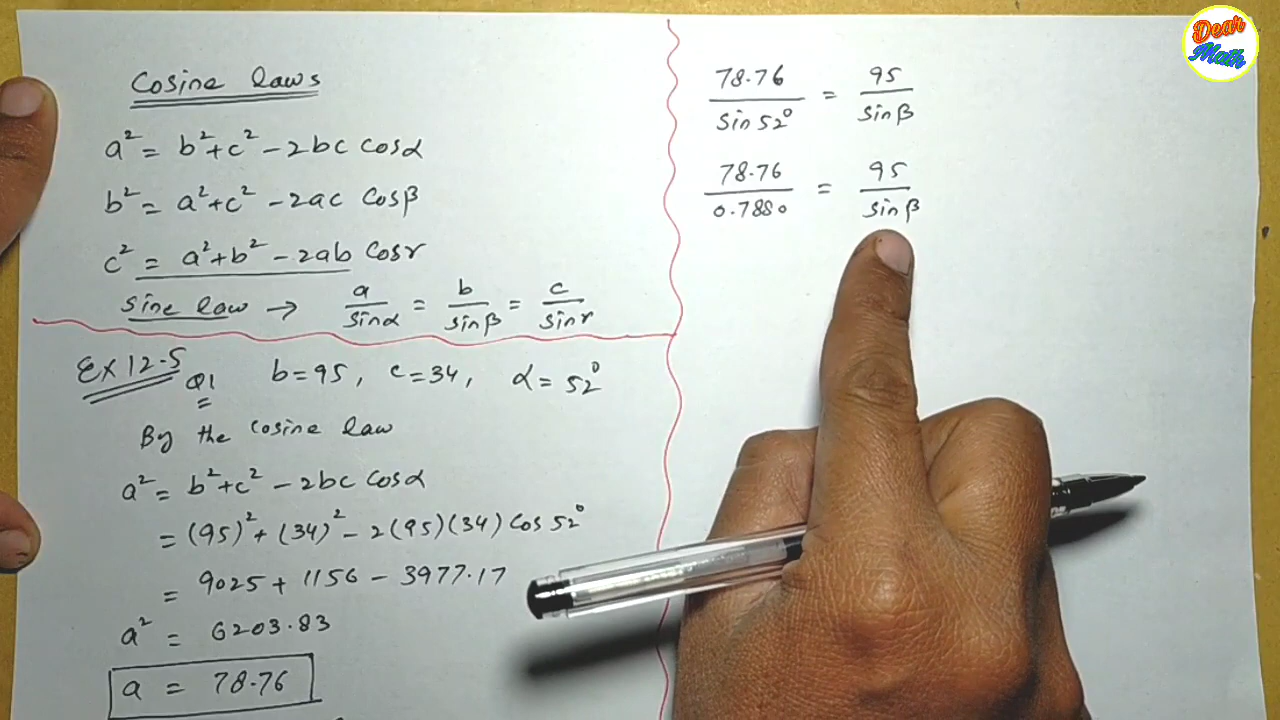 Cosine laws
a² = b² + c² - 2bc Cosα
b² = a² + c² - 2ac Cosβ
c² = a² + b² - 2ab Cosr
Sine law → a/sinα = b/sinβ = c/sinr
Ex 12-5
Q1 b=95, c=34, α=52°
By the cosine law
a² = b² + c² - 2bc Cosα
= (95)² + (34)² - 2(95)(34) Cos 52°
= 9025 + 1156 - 3977.17
a² = 6203.83
a = 78.76
78.76/Sin 52° = 95/Sinβ
78.76/0.7880 = 95/Sinβ
Dear
Math